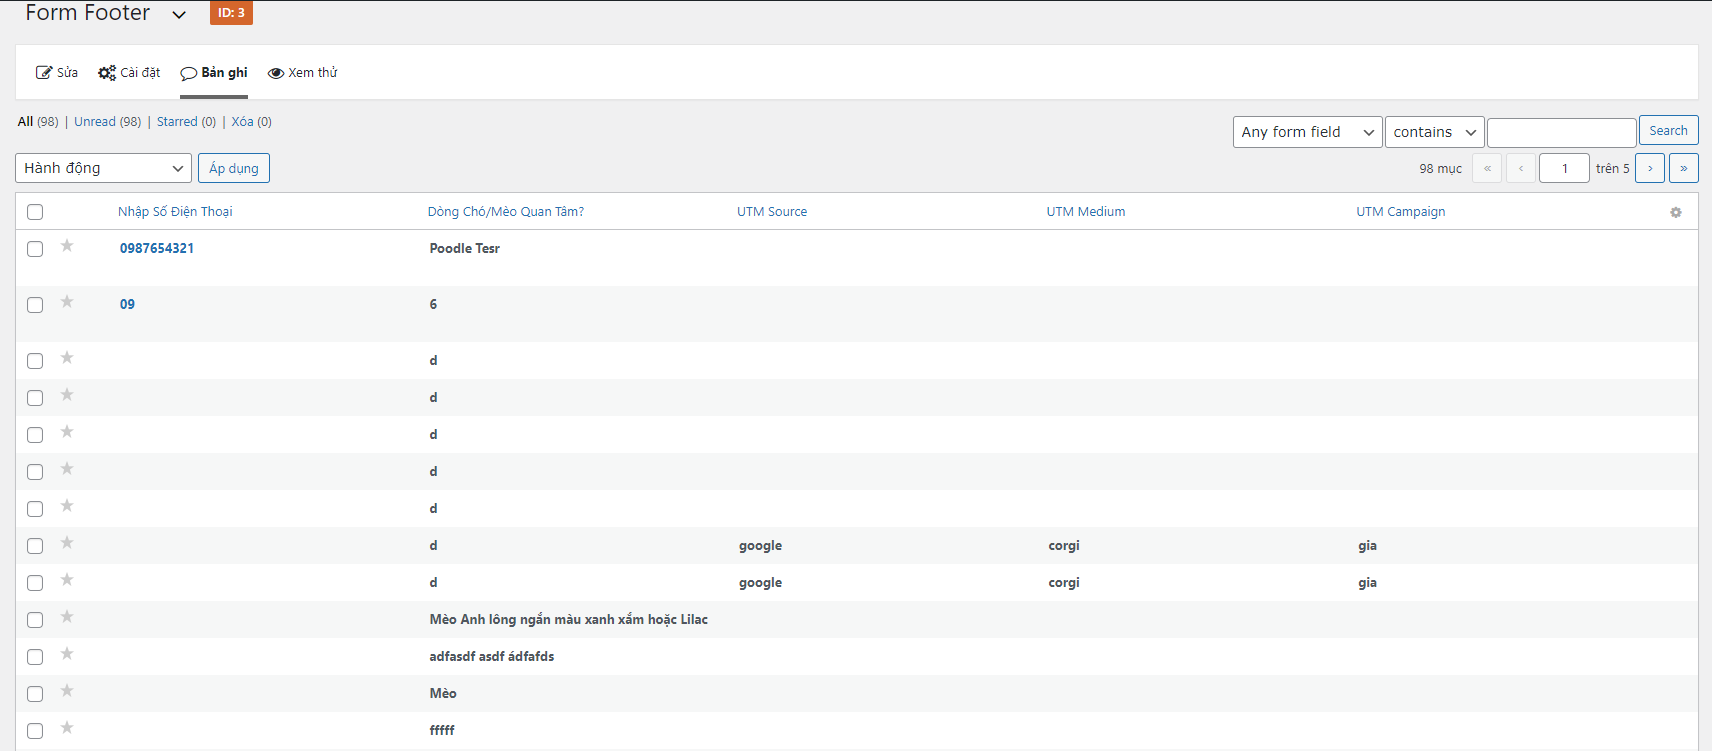 Form Footer ID: 3
Sửa Cài đặt Bản ghi Xem thử
All (98) | Unread (98) | Starred (0) | Xóa (0)
Any form field contains Search
Hành động Áp dụng 98 mục « ‹ 1 trên 5 › »
Nhập Số Điện Thoại Dòng Chó/Mèo Quan Tâm? UTM Source UTM Medium UTM Campaign
0987654321 Poodle Tesr
09 6
d
d
d
d
d
d google corgi gia
d google corgi gia
Mèo Anh lông ngắn màu xanh xắm hoặc Lilac
adfasdf asdf ádfafds
Mèo
fffff